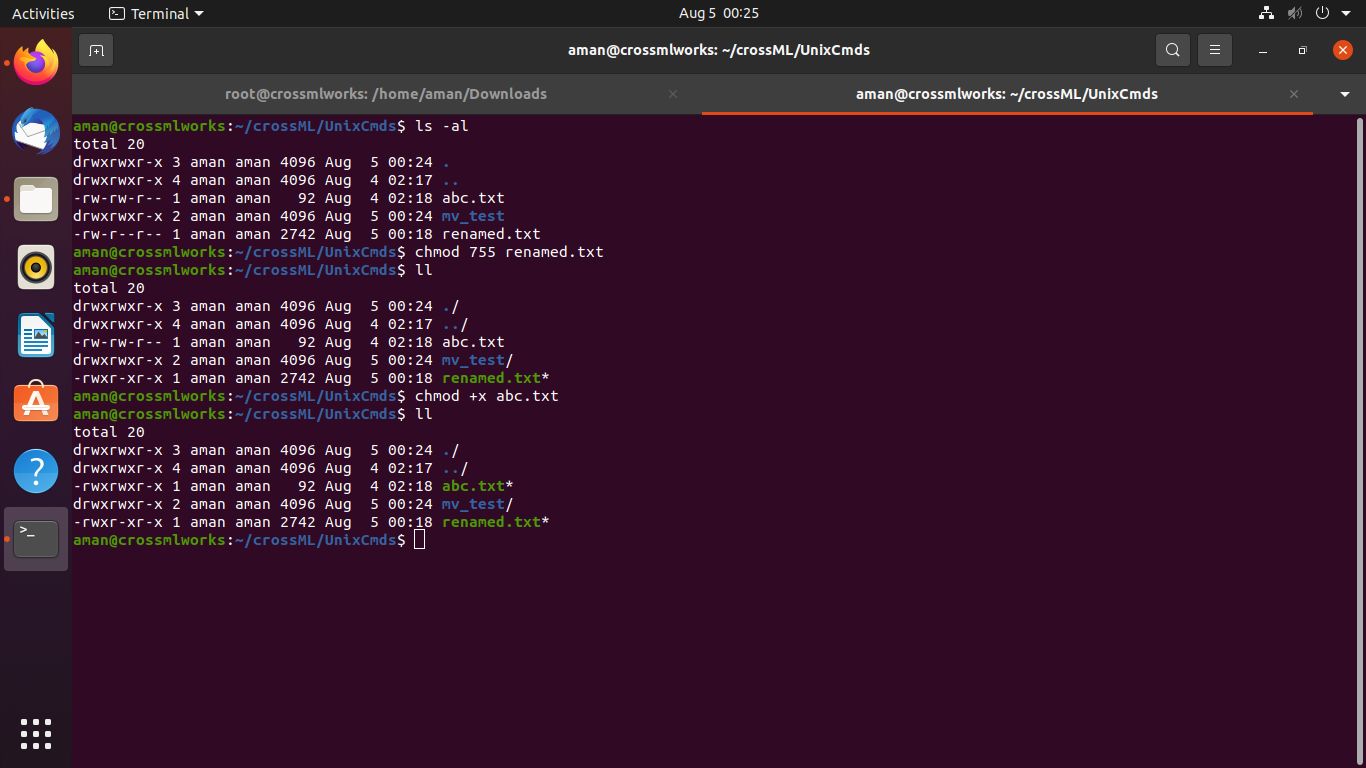 Activities
Terminal
Aug 5 00:25
aman@crossmlworks: ~/crossML/UnixCmds
root@crossmlworks: /home/aman/Downloads
aman@crossmlworks: ~/crossML/UnixCmds
aman@crossmlworks:~/crossML/UnixCmds$ ls -al
total 20
drwxrwxr-x 3 aman aman 4096 Aug  5 00:24 .
drwxrwxr-x 4 aman aman 4096 Aug  4 02:17 ..
-rw-rw-r-- 1 aman aman   92 Aug  4 02:18 abc.txt
drwxrwxr-x 2 aman aman 4096 Aug  5 00:24 mv_test
-rw-r--r-- 1 aman aman 2742 Aug  5 00:18 renamed.txt
aman@crossmlworks:~/crossML/UnixCmds$ chmod 755 renamed.txt
aman@crossmlworks:~/crossML/UnixCmds$ ll
total 20
drwxrwxr-x 3 aman aman 4096 Aug  5 00:24 ./
drwxrwxr-x 4 aman aman 4096 Aug  4 02:17 ../
-rw-rw-r-- 1 aman aman   92 Aug  4 02:18 abc.txt
drwxrwxr-x 2 aman aman 4096 Aug  5 00:24 mv_test/
-rwxr-xr-x 1 aman aman 2742 Aug  5 00:18 renamed.txt*
aman@crossmlworks:~/crossML/UnixCmds$ chmod +x abc.txt
aman@crossmlworks:~/crossML/UnixCmds$ ll
total 20
drwxrwxr-x 3 aman aman 4096 Aug  5 00:24 ./
drwxrwxr-x 4 aman aman 4096 Aug  4 02:17 ../
-rwxrwxr-x 1 aman aman   92 Aug  4 02:18 abc.txt*
drwxrwxr-x 2 aman aman 4096 Aug  5 00:24 mv_test/
-rwxr-xr-x 1 aman aman 2742 Aug  5 00:18 renamed.txt*
aman@crossmlworks:~/crossML/UnixCmds$